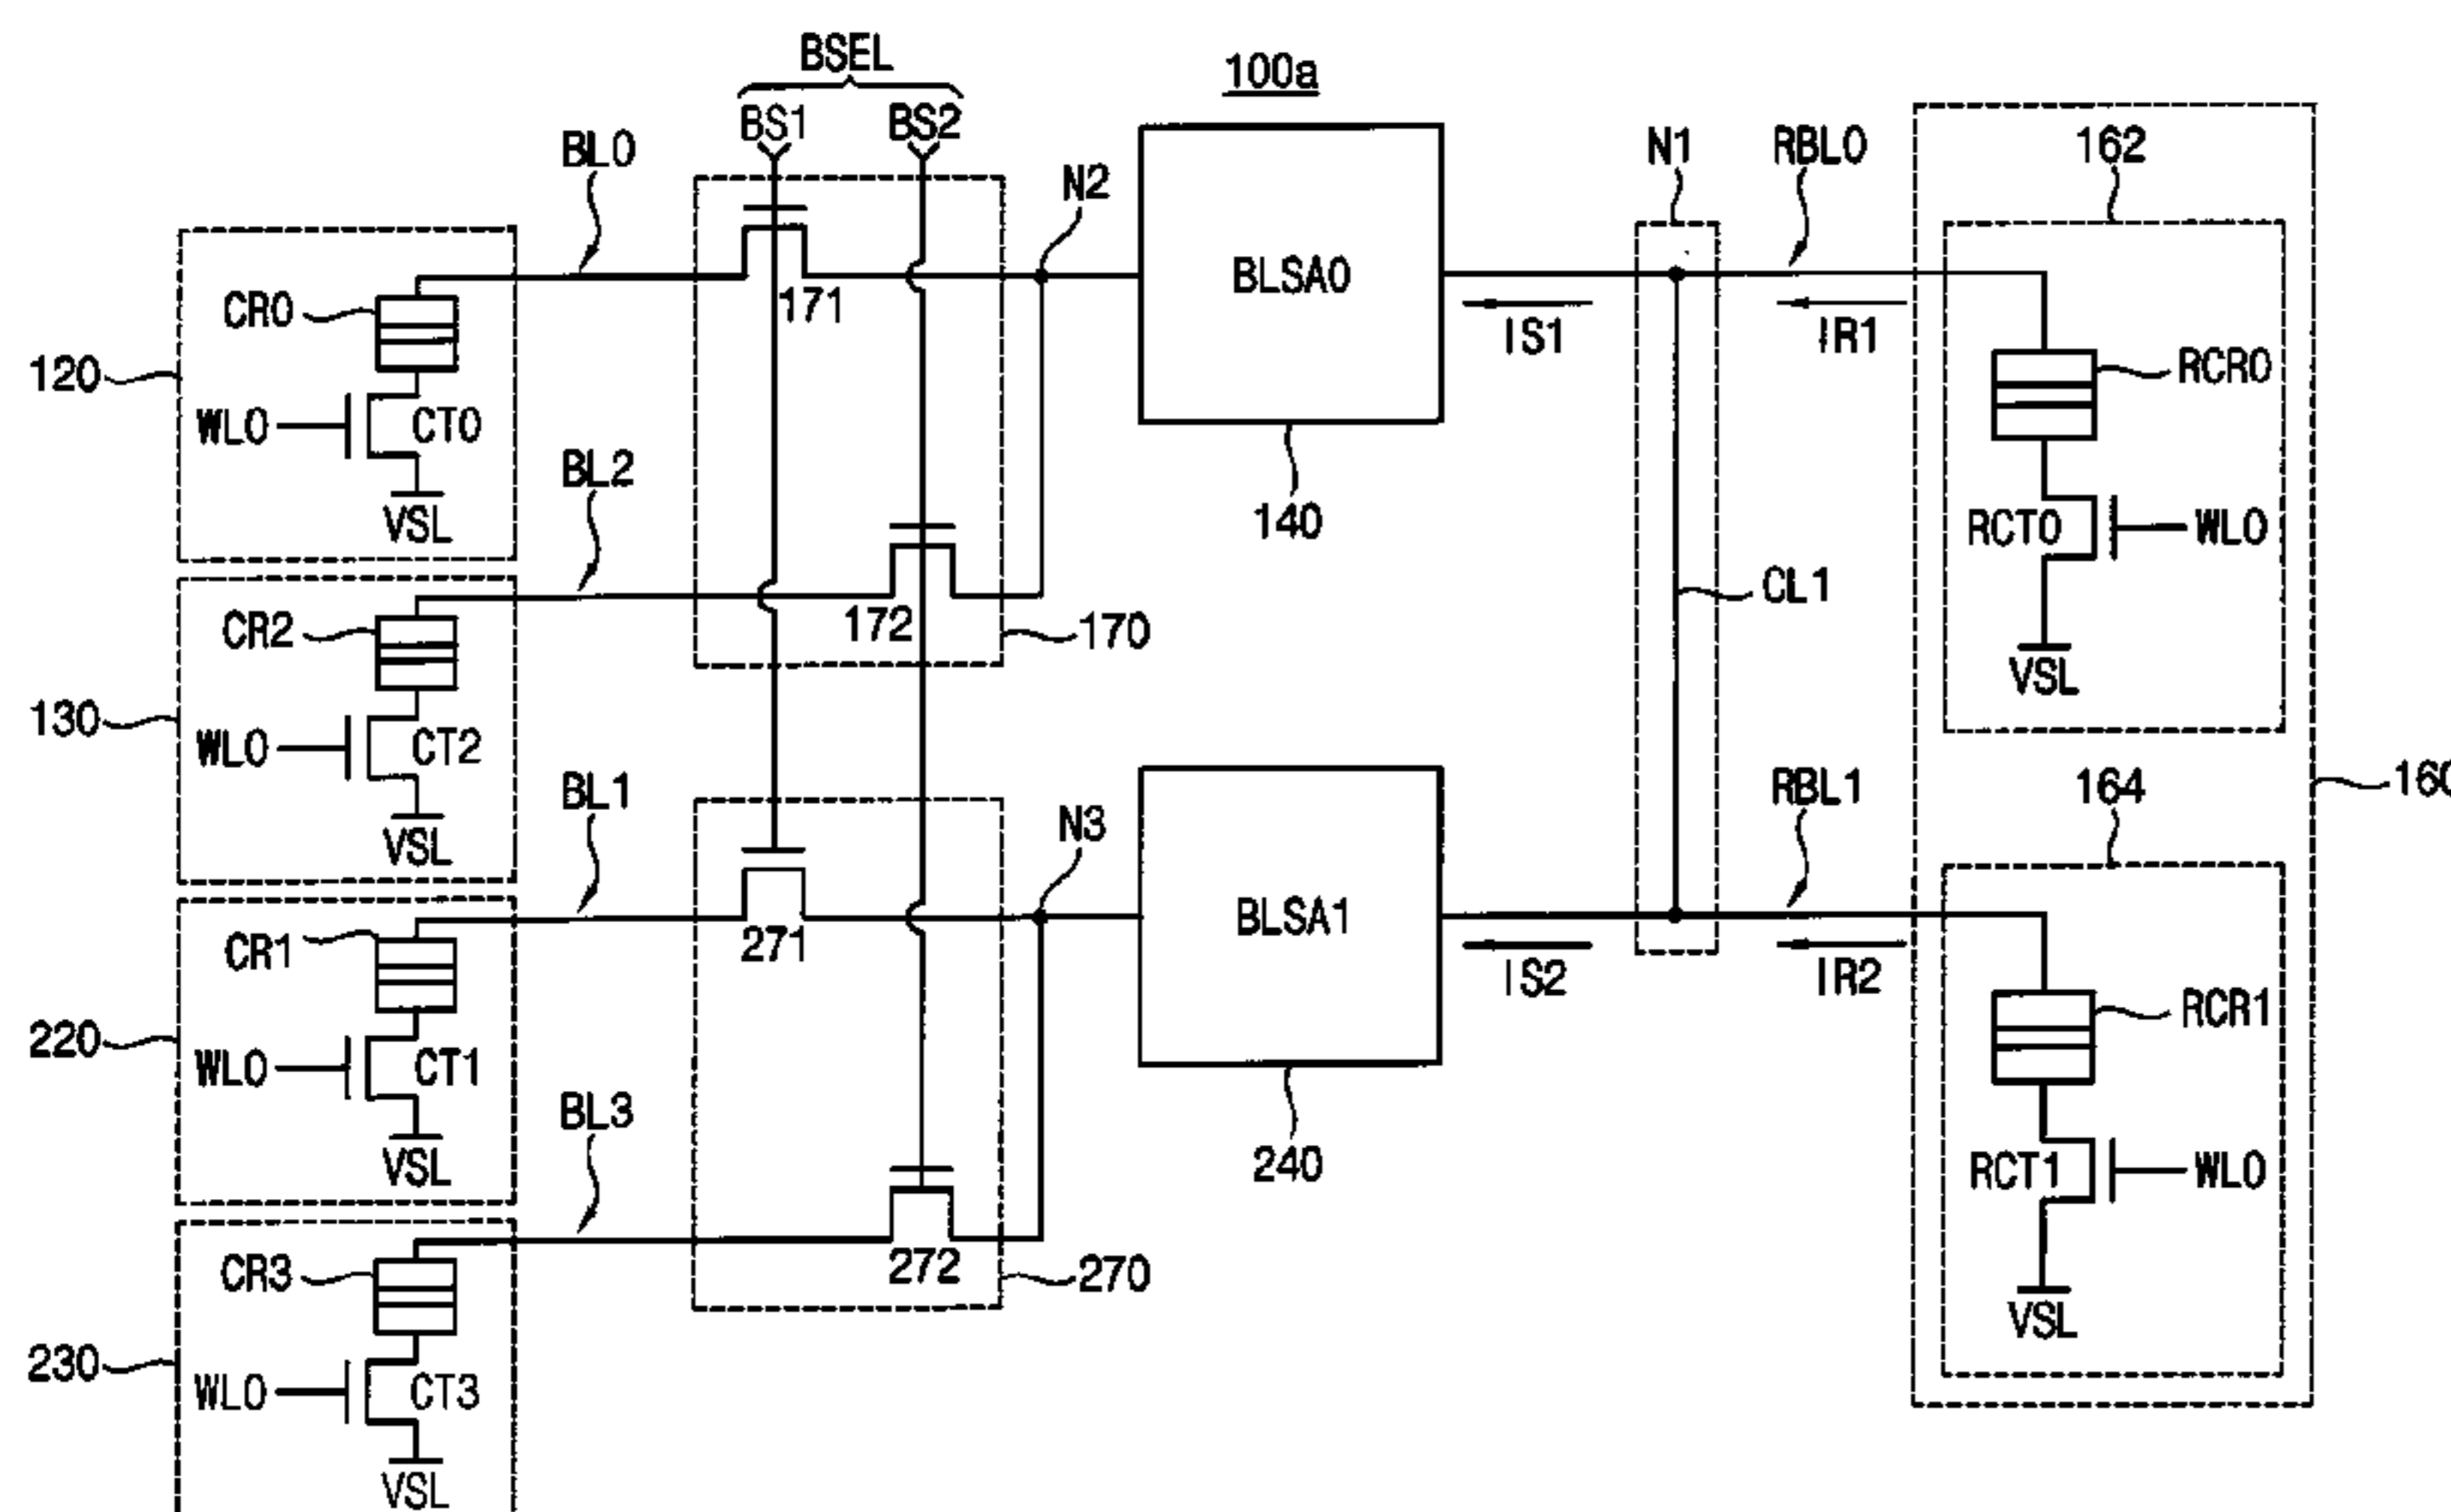 BSEL
100a
BS1
BS2
BL0
N2
N1
RBL0
162
CR0
171
BLSA0
IS1
IR1
RCR0
120
WL0
CT0
VSL
BL2
140
RCT0
WL0
CL1
CR2
172
170
VSL
130
WL0
CT2
VSL
BL1
N3
RBL1
164
160
CR1
271
BLSA1
IS2
IR2
RCR1
220
WL0
CT1
VSL
BL3
240
RCT1
WL0
CR3
272
270
VSL
230
WL0
CT3
VSL